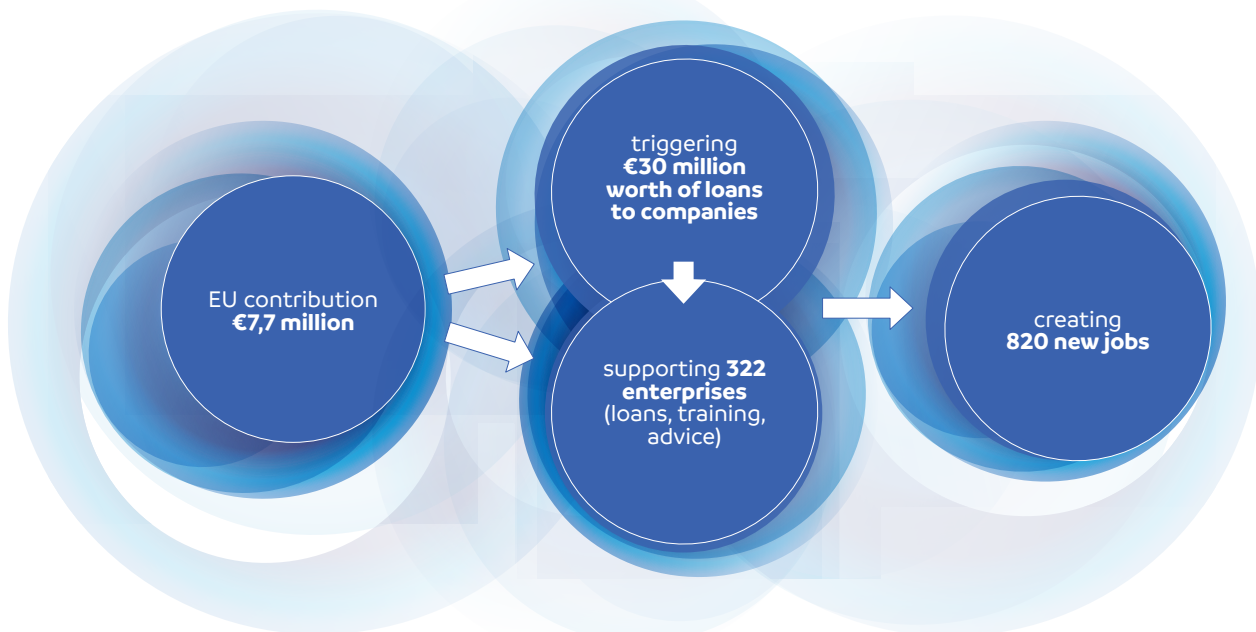 EU contribution
€7,7 million
triggering
€30 million
worth of loans
to companies
supporting 322
enterprises
(loans, training,
advice)
creating
820 new jobs